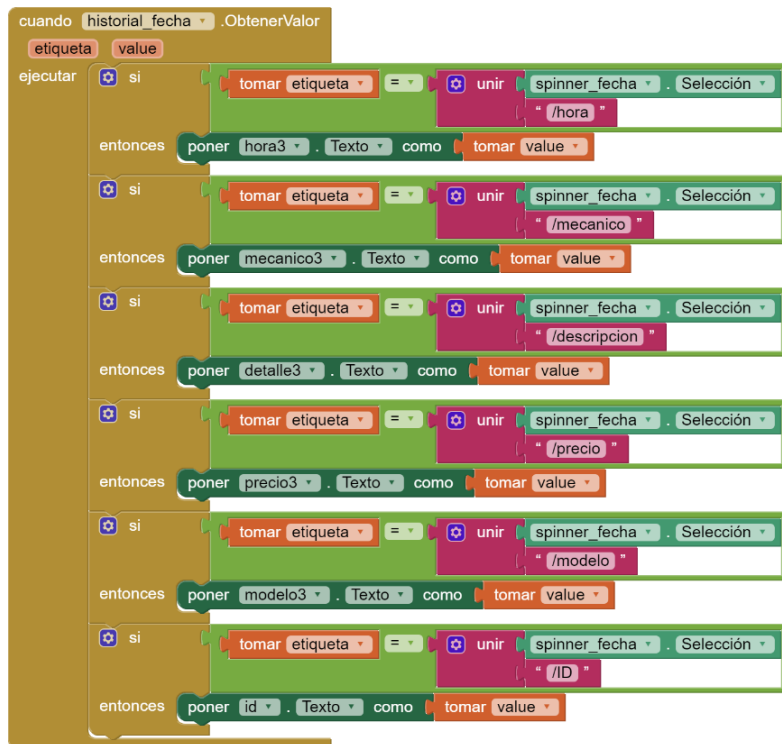 cuando historial_fecha .ObtenerValor
etiqueta value
ejecutar si tomar etiqueta = unir spinner_fecha . Selección
" /hora "
entonces poner hora3 . Texto como tomar value
si tomar etiqueta = unir spinner_fecha . Selección
" /mecanico "
entonces poner mecanico3 . Texto como tomar value
si tomar etiqueta = unir spinner_fecha . Selección
" /descripcion "
entonces poner detalle3 . Texto como tomar value
si tomar etiqueta = unir spinner_fecha . Selección
" /precio "
entonces poner precio3 . Texto como tomar value
si tomar etiqueta = unir spinner_fecha . Selección
" /modelo "
entonces poner modelo3 . Texto como tomar value
si tomar etiqueta = unir spinner_fecha . Selección
" /ID "
entonces poner id . Texto como tomar value